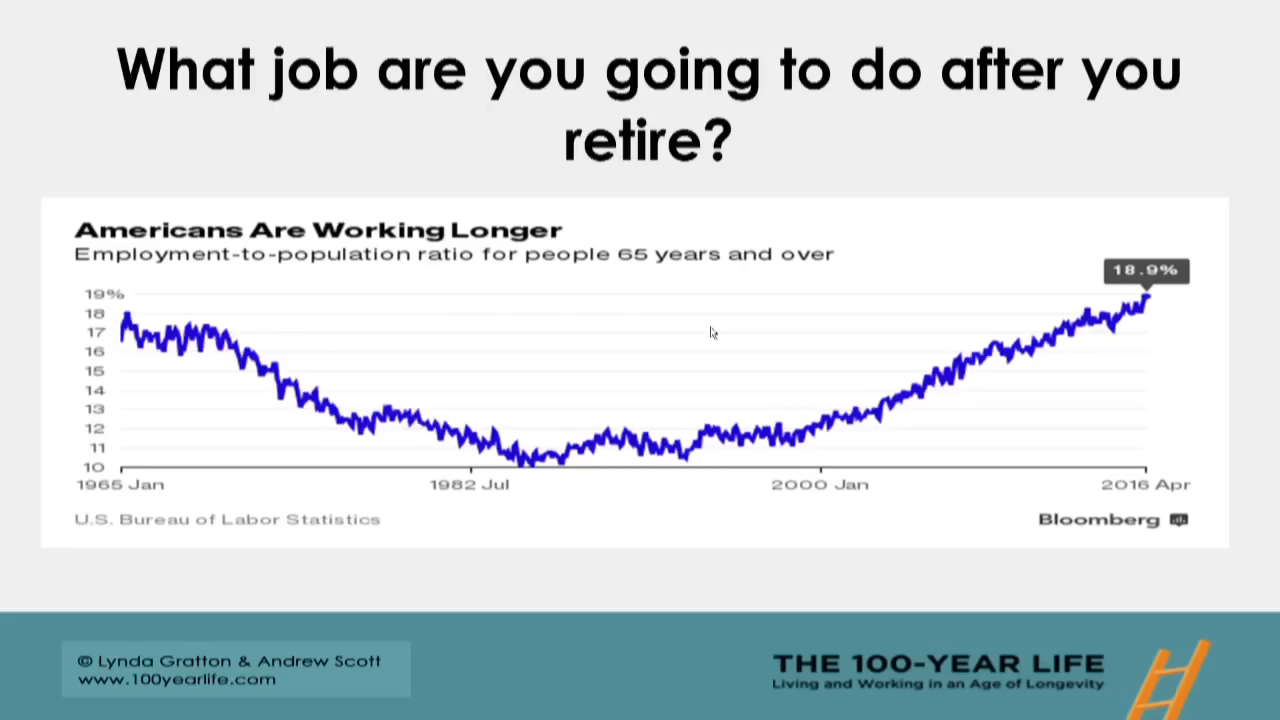 What job are you going to do after you
retire?
Americans Are Working Longer
Employment-to-population ratio for people 65 years and over
18.9%
19%
18
17
16
15
14
13
12
11
10
1965 Jan
1982 Jul
2000 Jan
2016 Apr
U.S. Bureau of Labor Statistics
Bloomberg
© Lynda Gratton & Andrew Scott
www.100yearlife.com
THE 100-YEAR LIFE
Living and Working in an Age of Longevity